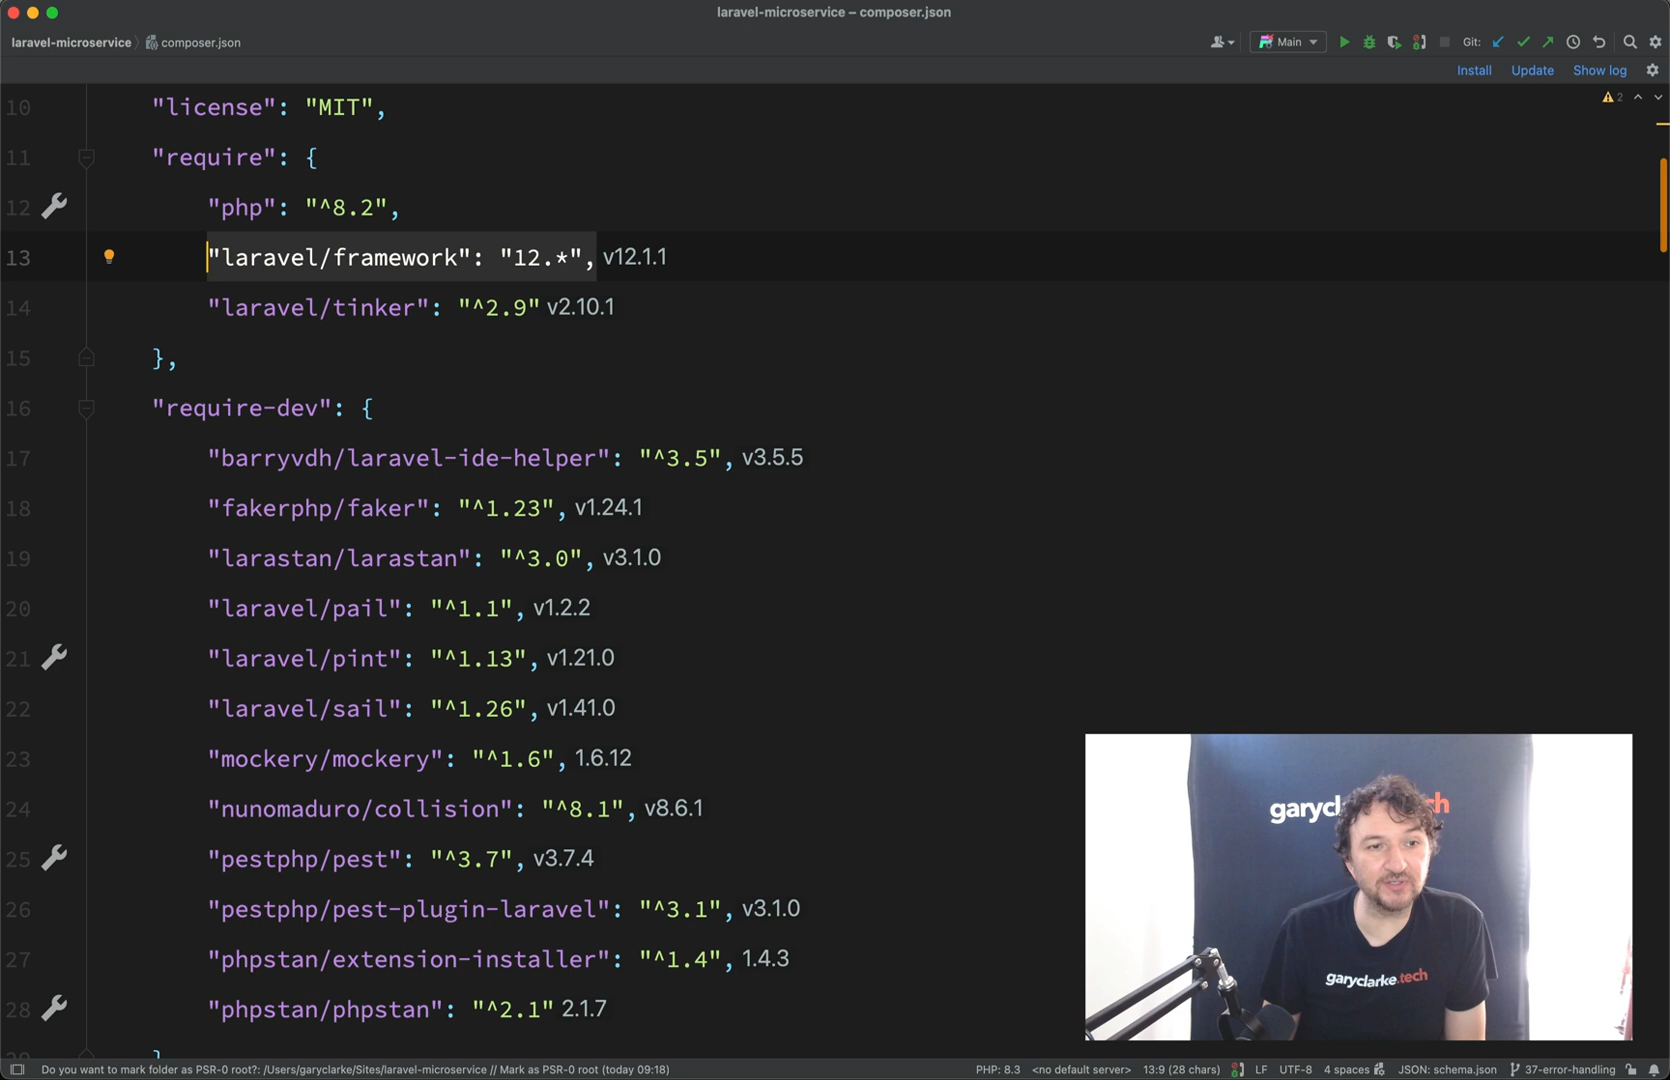 laravel-microservice – composer.json
laravel-microservice composer.json Main Git:
Install Update Show log
10 "license": "MIT", 2
11 "require": {
12 "php": "^8.2",
13 "laravel/framework": "12.*", v12.1.1
14 "laravel/tinker": "^2.9" v2.10.1
15 },
16 "require-dev": {
17 "barryvdh/laravel-ide-helper": "^3.5", v3.5.5
18 "fakerphp/faker": "^1.23", v1.24.1
19 "larastan/larastan": "^3.0", v3.1.0
20 "laravel/pail": "^1.1", v1.2.2
21 "laravel/pint": "^1.13", v1.21.0
22 "laravel/sail": "^1.26", v1.41.0
23 "mockery/mockery": "^1.6", 1.6.12
24 "nunomaduro/collision": "^8.1", v8.6.1
25 "pestphp/pest": "^3.7", v3.7.4
26 "pestphp/pest-plugin-laravel": "^3.1", v3.1.0
27 "phpstan/extension-installer": "^1.4", 1.4.3
28 "phpstan/phpstan": "^2.1" 2.1.7
garyclarke.tech
Do you want to mark folder as PSR-0 root?: /Users/garyclarke/Sites/laravel-microservice // Mark as PSR-0 root (today 09:18) PHP: 8.3 <no default server> 13:9 (28 chars) LF UTF-8 4 spaces JSON: schema.json 37-error-handling